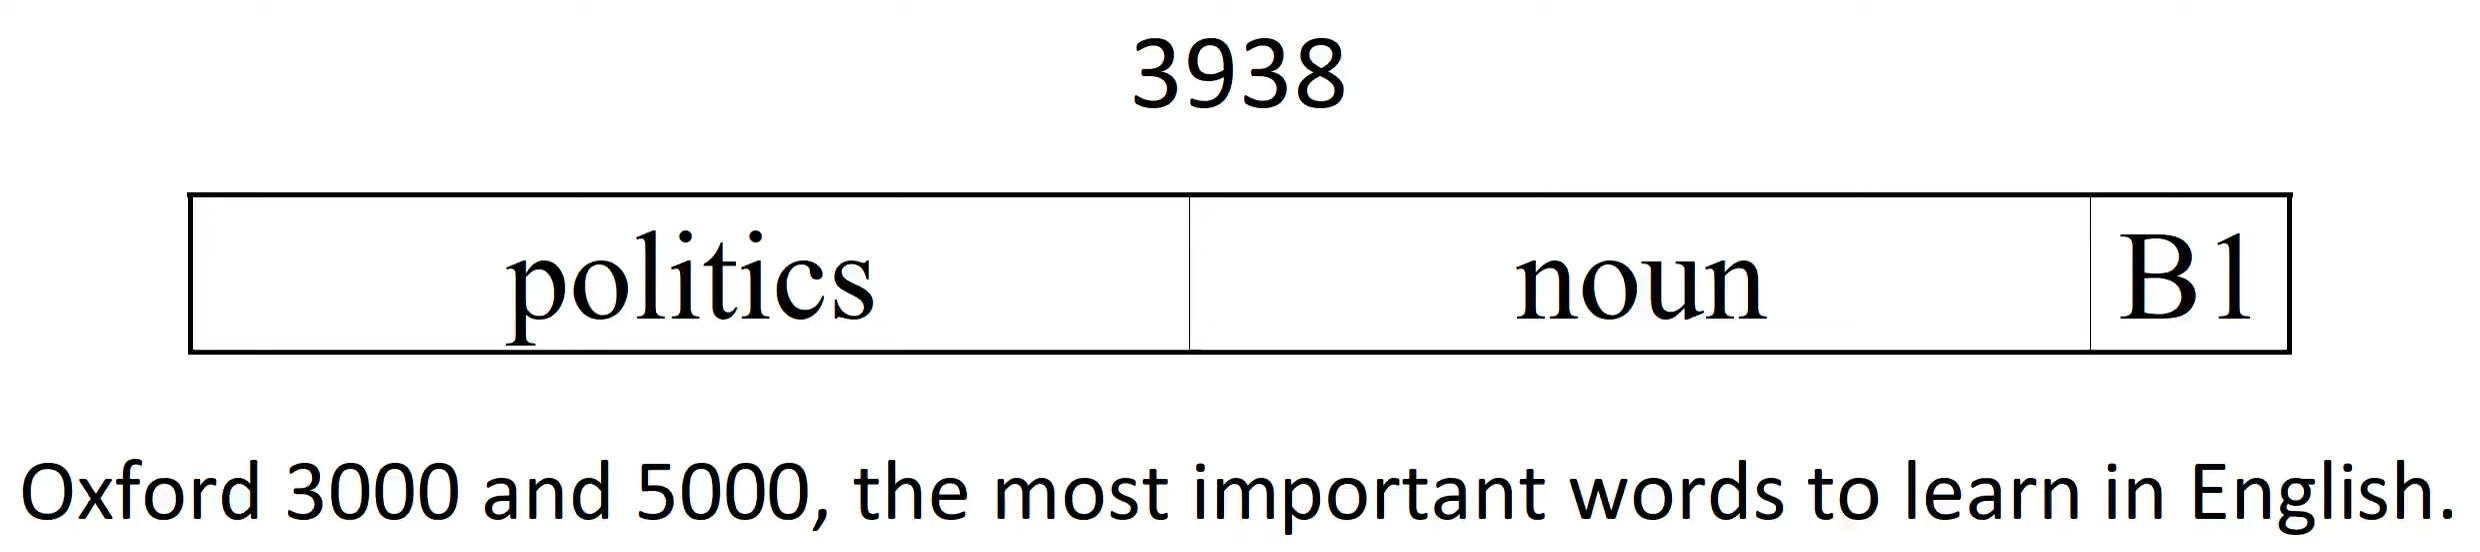 3938
politics noun B1
Oxford 3000 and 5000, the most important words to learn in English.